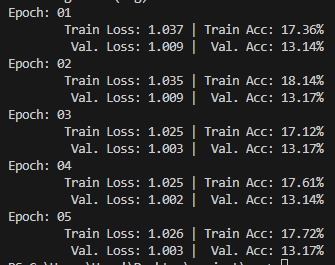 Epoch: 01
Train Loss: 1.037 | Train Acc: 17.36%
Val. Loss: 1.009 | Val. Acc: 13.14%
Epoch: 02
Train Loss: 1.035 | Train Acc: 18.14%
Val. Loss: 1.009 | Val. Acc: 13.17%
Epoch: 03
Train Loss: 1.025 | Train Acc: 17.12%
Val. Loss: 1.003 | Val. Acc: 13.17%
Epoch: 04
Train Loss: 1.025 | Train Acc: 17.61%
Val. Loss: 1.002 | Val. Acc: 13.14%
Epoch: 05
Train Loss: 1.026 | Train Acc: 17.72%
Val. Loss: 1.003 | Val. Acc: 13.17%